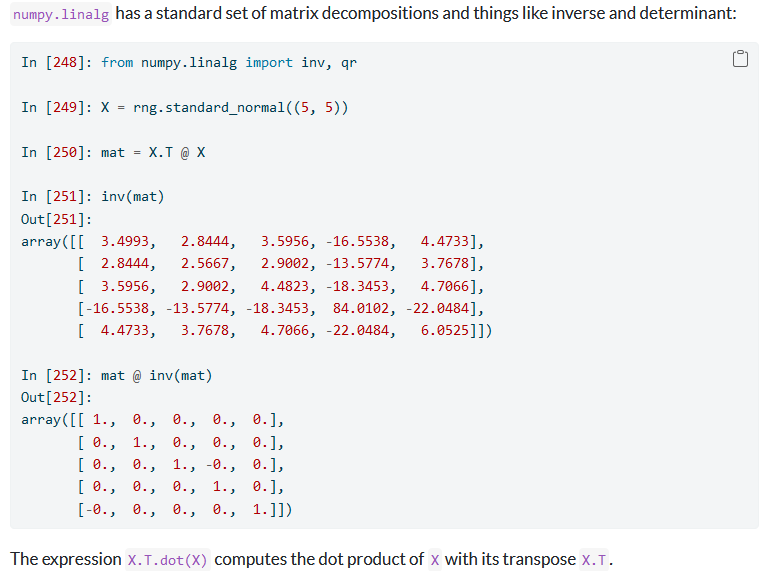 numpy.linalg has a standard set of matrix decompositions and things like inverse and determinant:
In [248]: from numpy.linalg import inv, qr
In [249]: X = rng.standard_normal((5, 5))
In [250]: mat = X.T @ X
In [251]: inv(mat)
Out[251]:
array([[  3.4993,   2.8444,   3.5956, -16.5538,   4.4733],
       [  2.8444,   2.5667,   2.9002, -13.5774,   3.7678],
       [  3.5956,   2.9002,   4.4823, -18.3453,   4.7066],
       [-16.5538, -13.5774, -18.3453,  84.0102, -22.0484],
       [  4.4733,   3.7678,   4.7066, -22.0484,   6.0525]])
In [252]: mat @ inv(mat)
Out[252]:
array([[ 1.,  0.,  0.,  0.,  0.],
       [ 0.,  1.,  0.,  0.,  0.],
       [ 0.,  0.,  1., -0.,  0.],
       [ 0.,  0.,  0.,  1.,  0.],
       [-0.,  0.,  0.,  0.,  1.]])
The expression X.T.dot(X) computes the dot product of X with its transpose X.T.